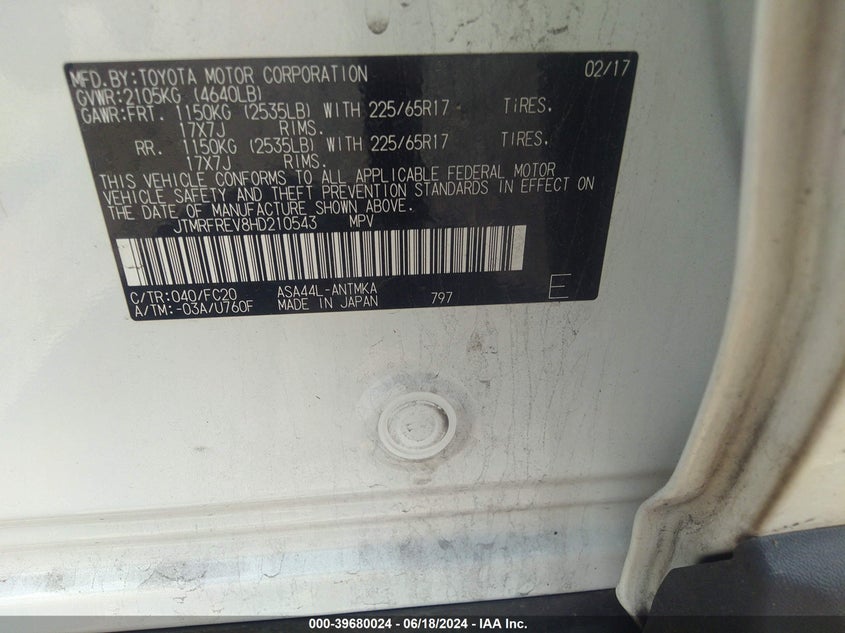 MFD.BY:TOYOTA MOTOR CORPORATION 02/17
GVWR:2105KG (4640LB)
GAWR:FRT. 1150KG (2535LB) WITH 225/65R17 TIRES.
17X7J RIMS.
RR. 1150KG (2535LB) WITH 225/65R17 TIRES.
17X7J RIMS.
THIS VEHICLE CONFORMS TO ALL APPLICABLE FEDERAL MOTOR
VEHICLE SAFETY AND THEFT PREVENTION STANDARDS IN EFFECT ON
THE DATE OF MANUFACTURE SHOWN ABOVE.
JTMRFREV8HD210543 MPV
C/TR:040/FC20 ASA44L-ANTMKA
A/TM:-03A/U760F MADE IN JAPAN 797 E
000-39680024 - 06/18/2024 - IAA Inc.